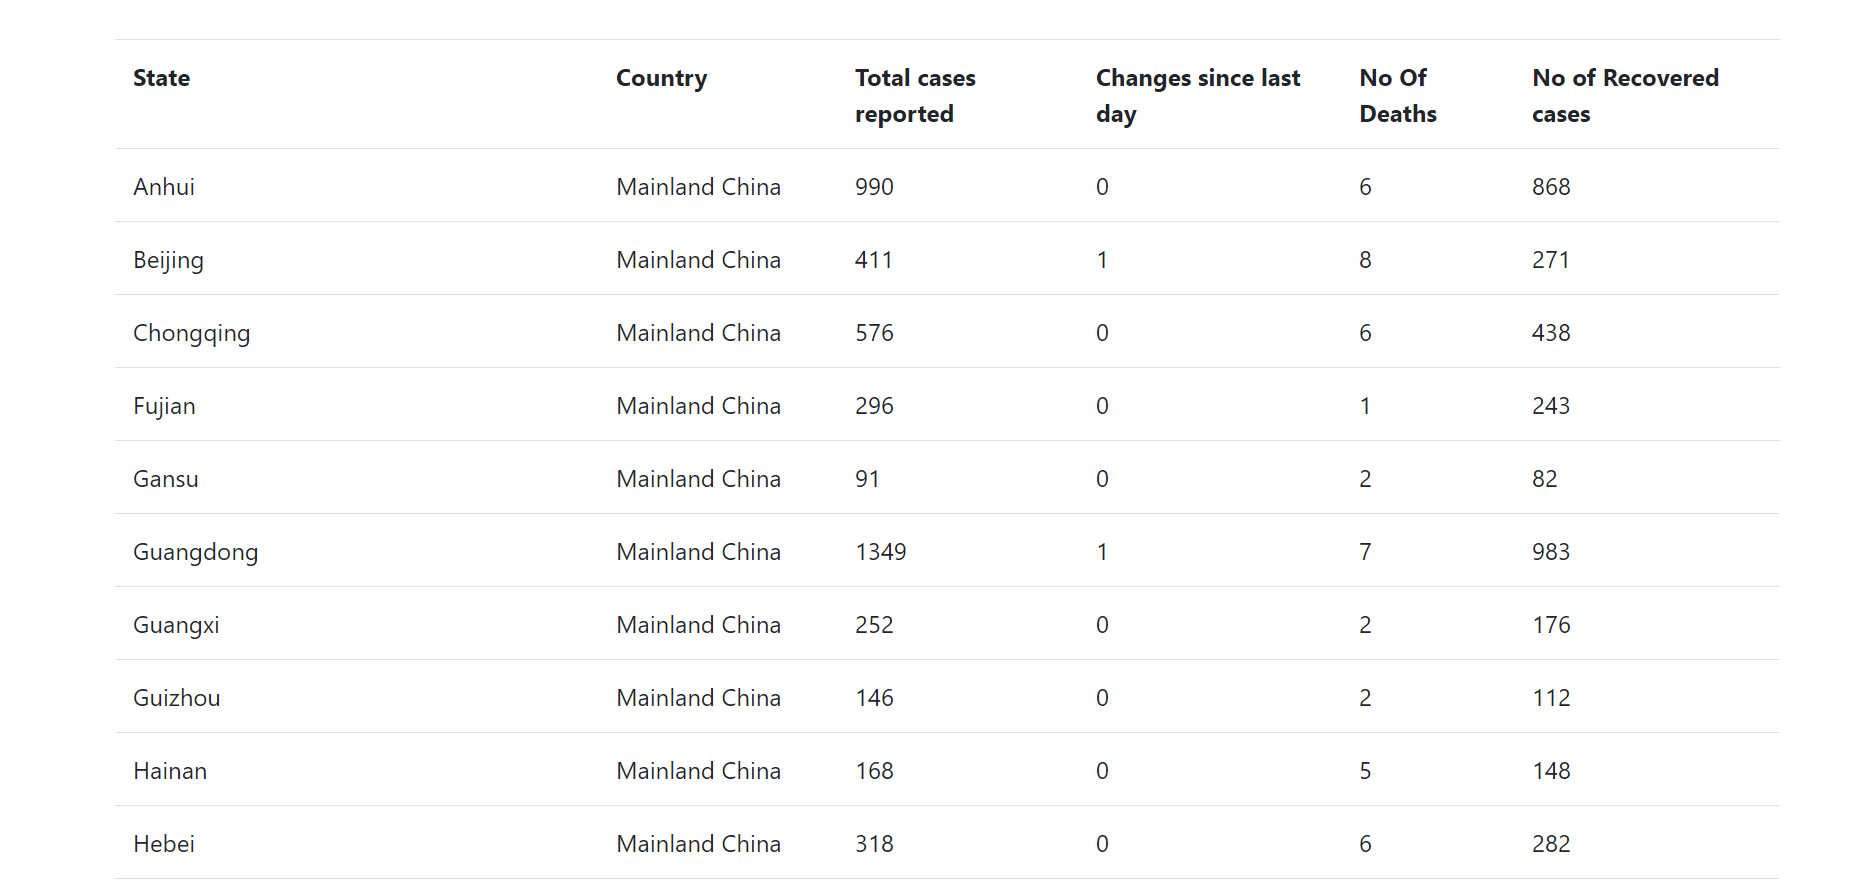 State Country Total cases reported Changes since last day No Of Deaths No of Recovered cases
Anhui Mainland China 990 0 6 868
Beijing Mainland China 411 1 8 271
Chongqing Mainland China 576 0 6 438
Fujian Mainland China 296 0 1 243
Gansu Mainland China 91 0 2 82
Guangdong Mainland China 1349 1 7 983
Guangxi Mainland China 252 0 2 176
Guizhou Mainland China 146 0 2 112
Hainan Mainland China 168 0 5 148
Hebei Mainland China 318 0 6 282